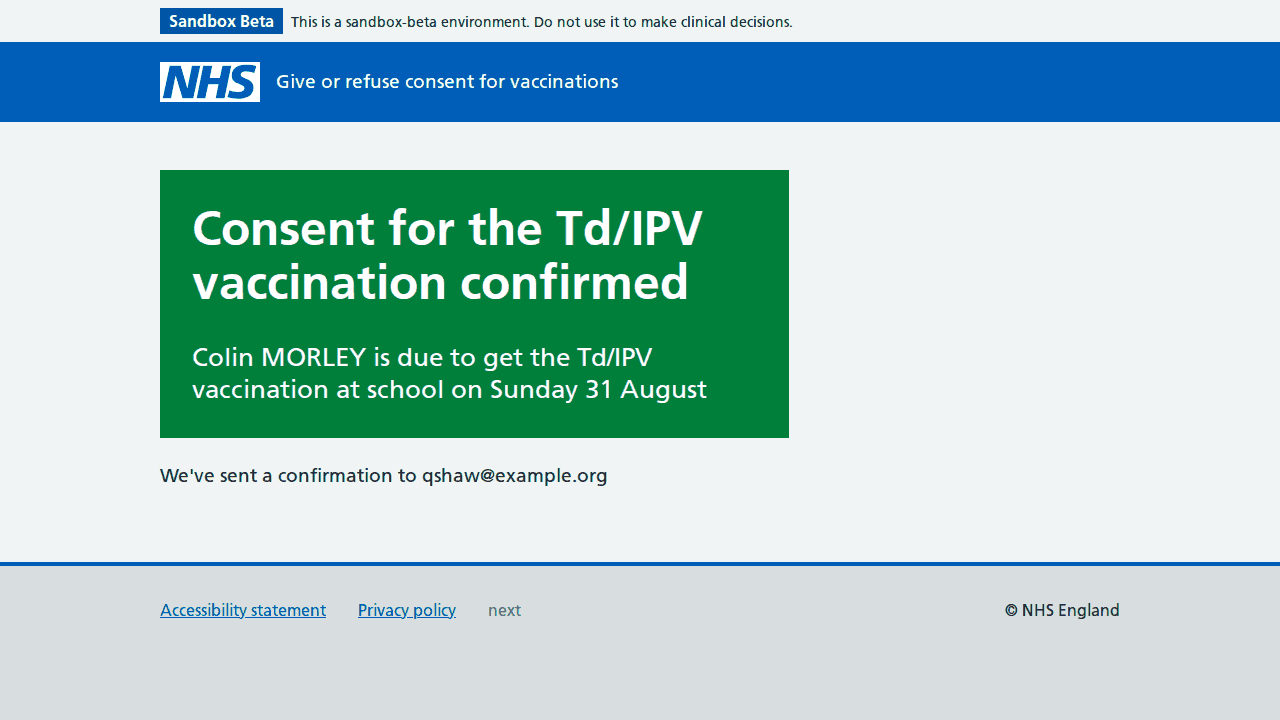 Sandbox Beta This is a sandbox-beta environment. Do not use it to make clinical decisions.
NHS Give or refuse consent for vaccinations
Consent for the Td/IPV
vaccination confirmed
Colin MORLEY is due to get the Td/IPV
vaccination at school on Sunday 31 August
We've sent a confirmation to qshaw@example.org
Accessibility statement Privacy policy next © NHS England